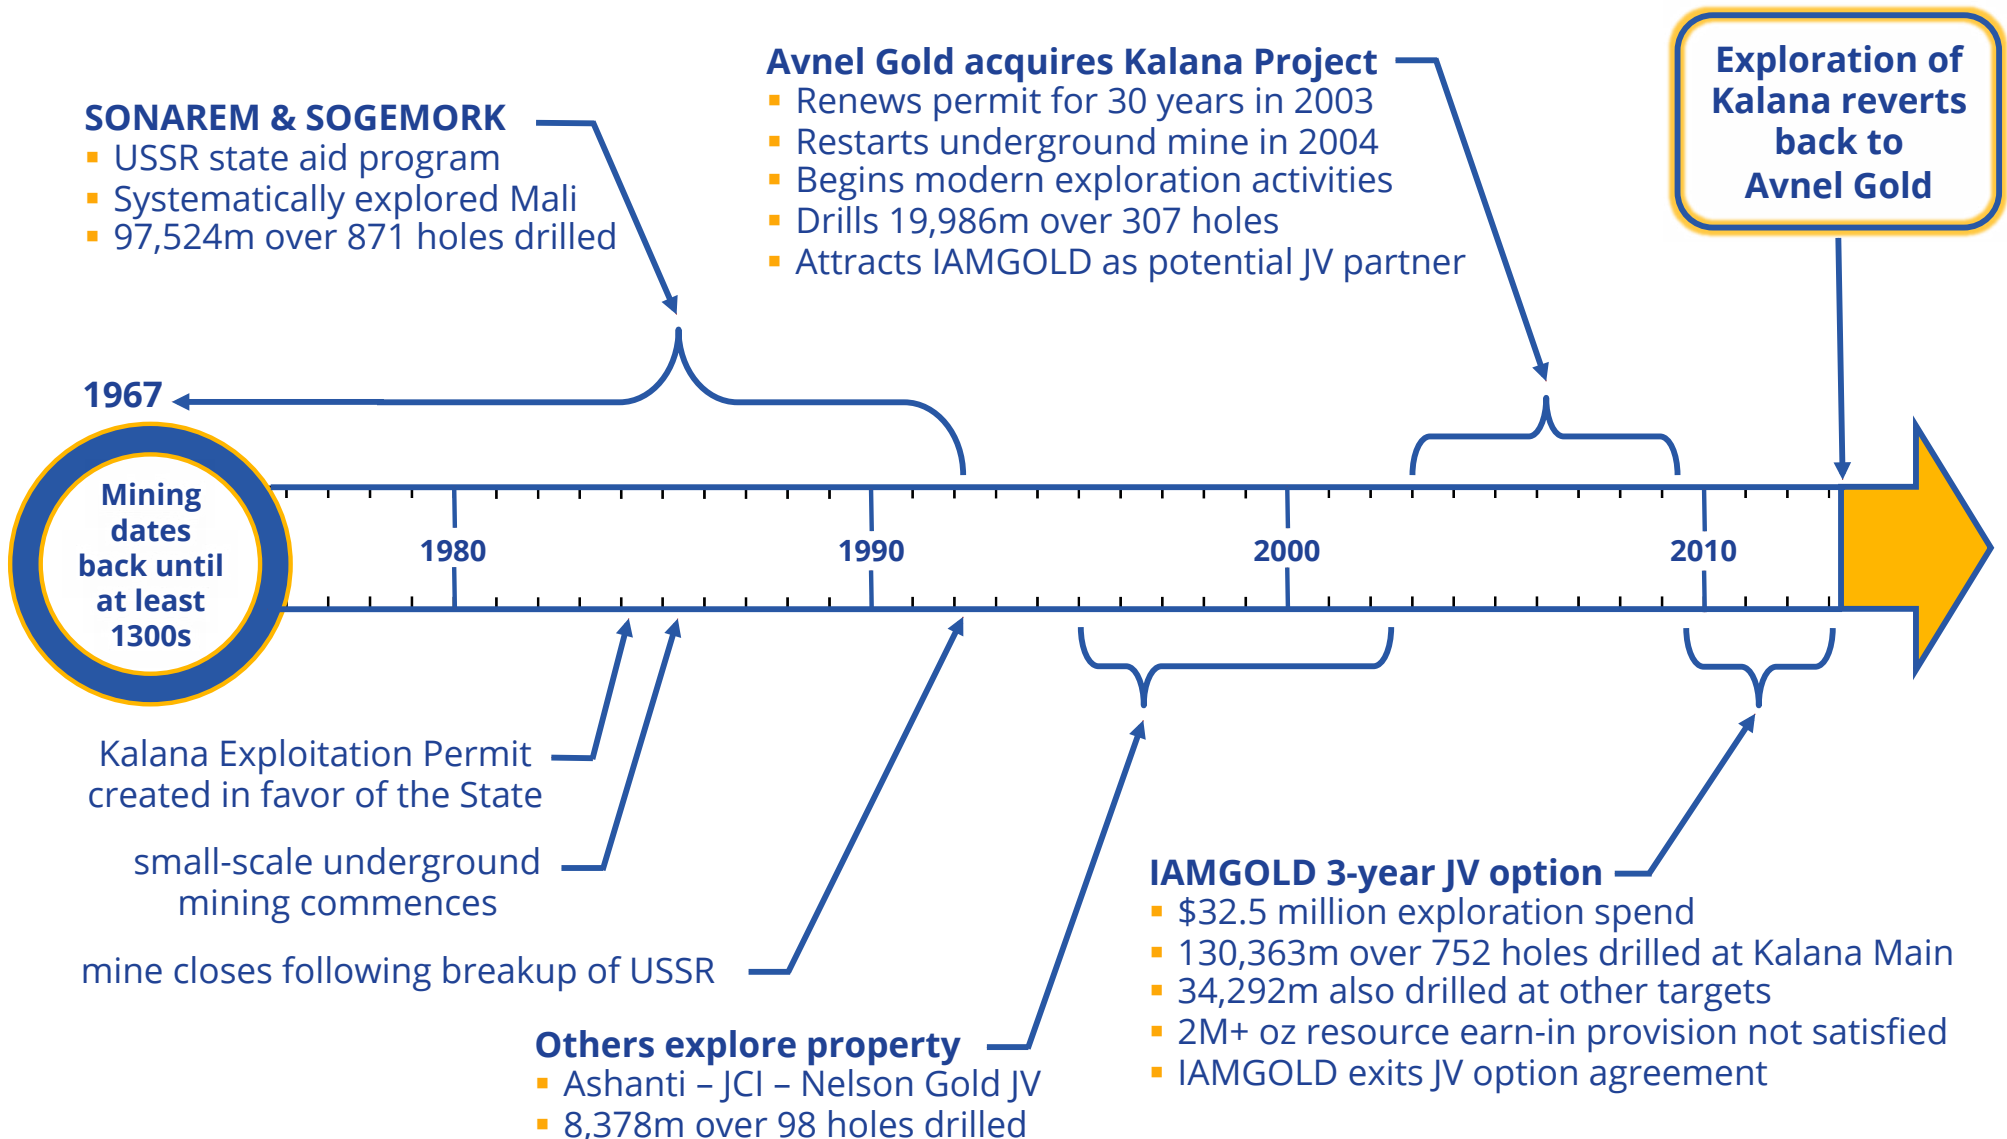 SONAREM & SOGEMORK
▪ USSR state aid program
▪ Systematically explored Mali
▪ 97,524m over 871 holes drilled
Avnel Gold acquires Kalana Project
▪ Renews permit for 30 years in 2003
▪ Restarts underground mine in 2004
▪ Begins modern exploration activities
▪ Drills 19,986m over 307 holes
▪ Attracts IAMGOLD as potential JV partner
Exploration of
Kalana reverts
back to
Avnel Gold
1967
Mining
dates
back until
at least
1300s
1980
1990
2000
2010
Kalana Exploitation Permit
created in favor of the State
small-scale underground
mining commences
mine closes following breakup of USSR
Others explore property
▪ Ashanti – JCI – Nelson Gold JV
▪ 8,378m over 98 holes drilled
IAMGOLD 3-year JV option
▪ $32.5 million exploration spend
▪ 130,363m over 752 holes drilled at Kalana Main
▪ 34,292m also drilled at other targets
▪ 2M+ oz resource earn-in provision not satisfied
▪ IAMGOLD exits JV option agreement